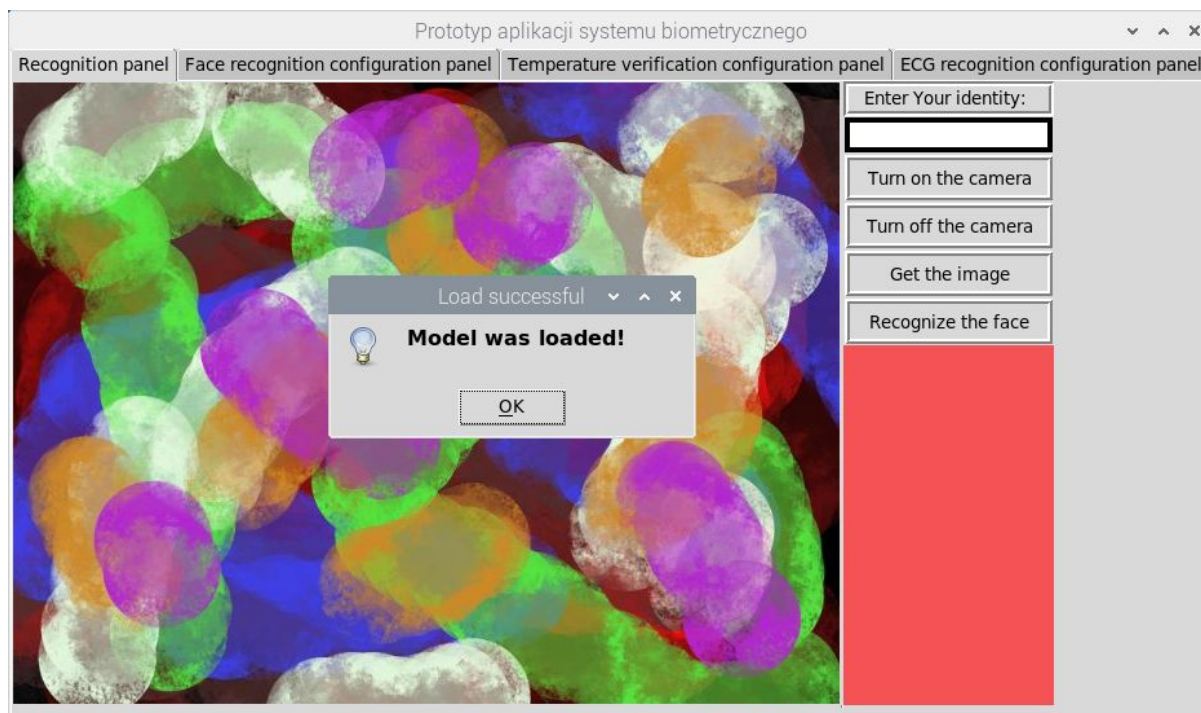 Prototyp aplikacji systemu biometrycznego
Recognition panel Face recognition configuration panel Temperature verification configuration panel ECG recognition configuration panel
Enter Your identity:
Turn on the camera
Turn off the camera
Get the image
Recognize the face
Load successful
Model was loaded!
OK